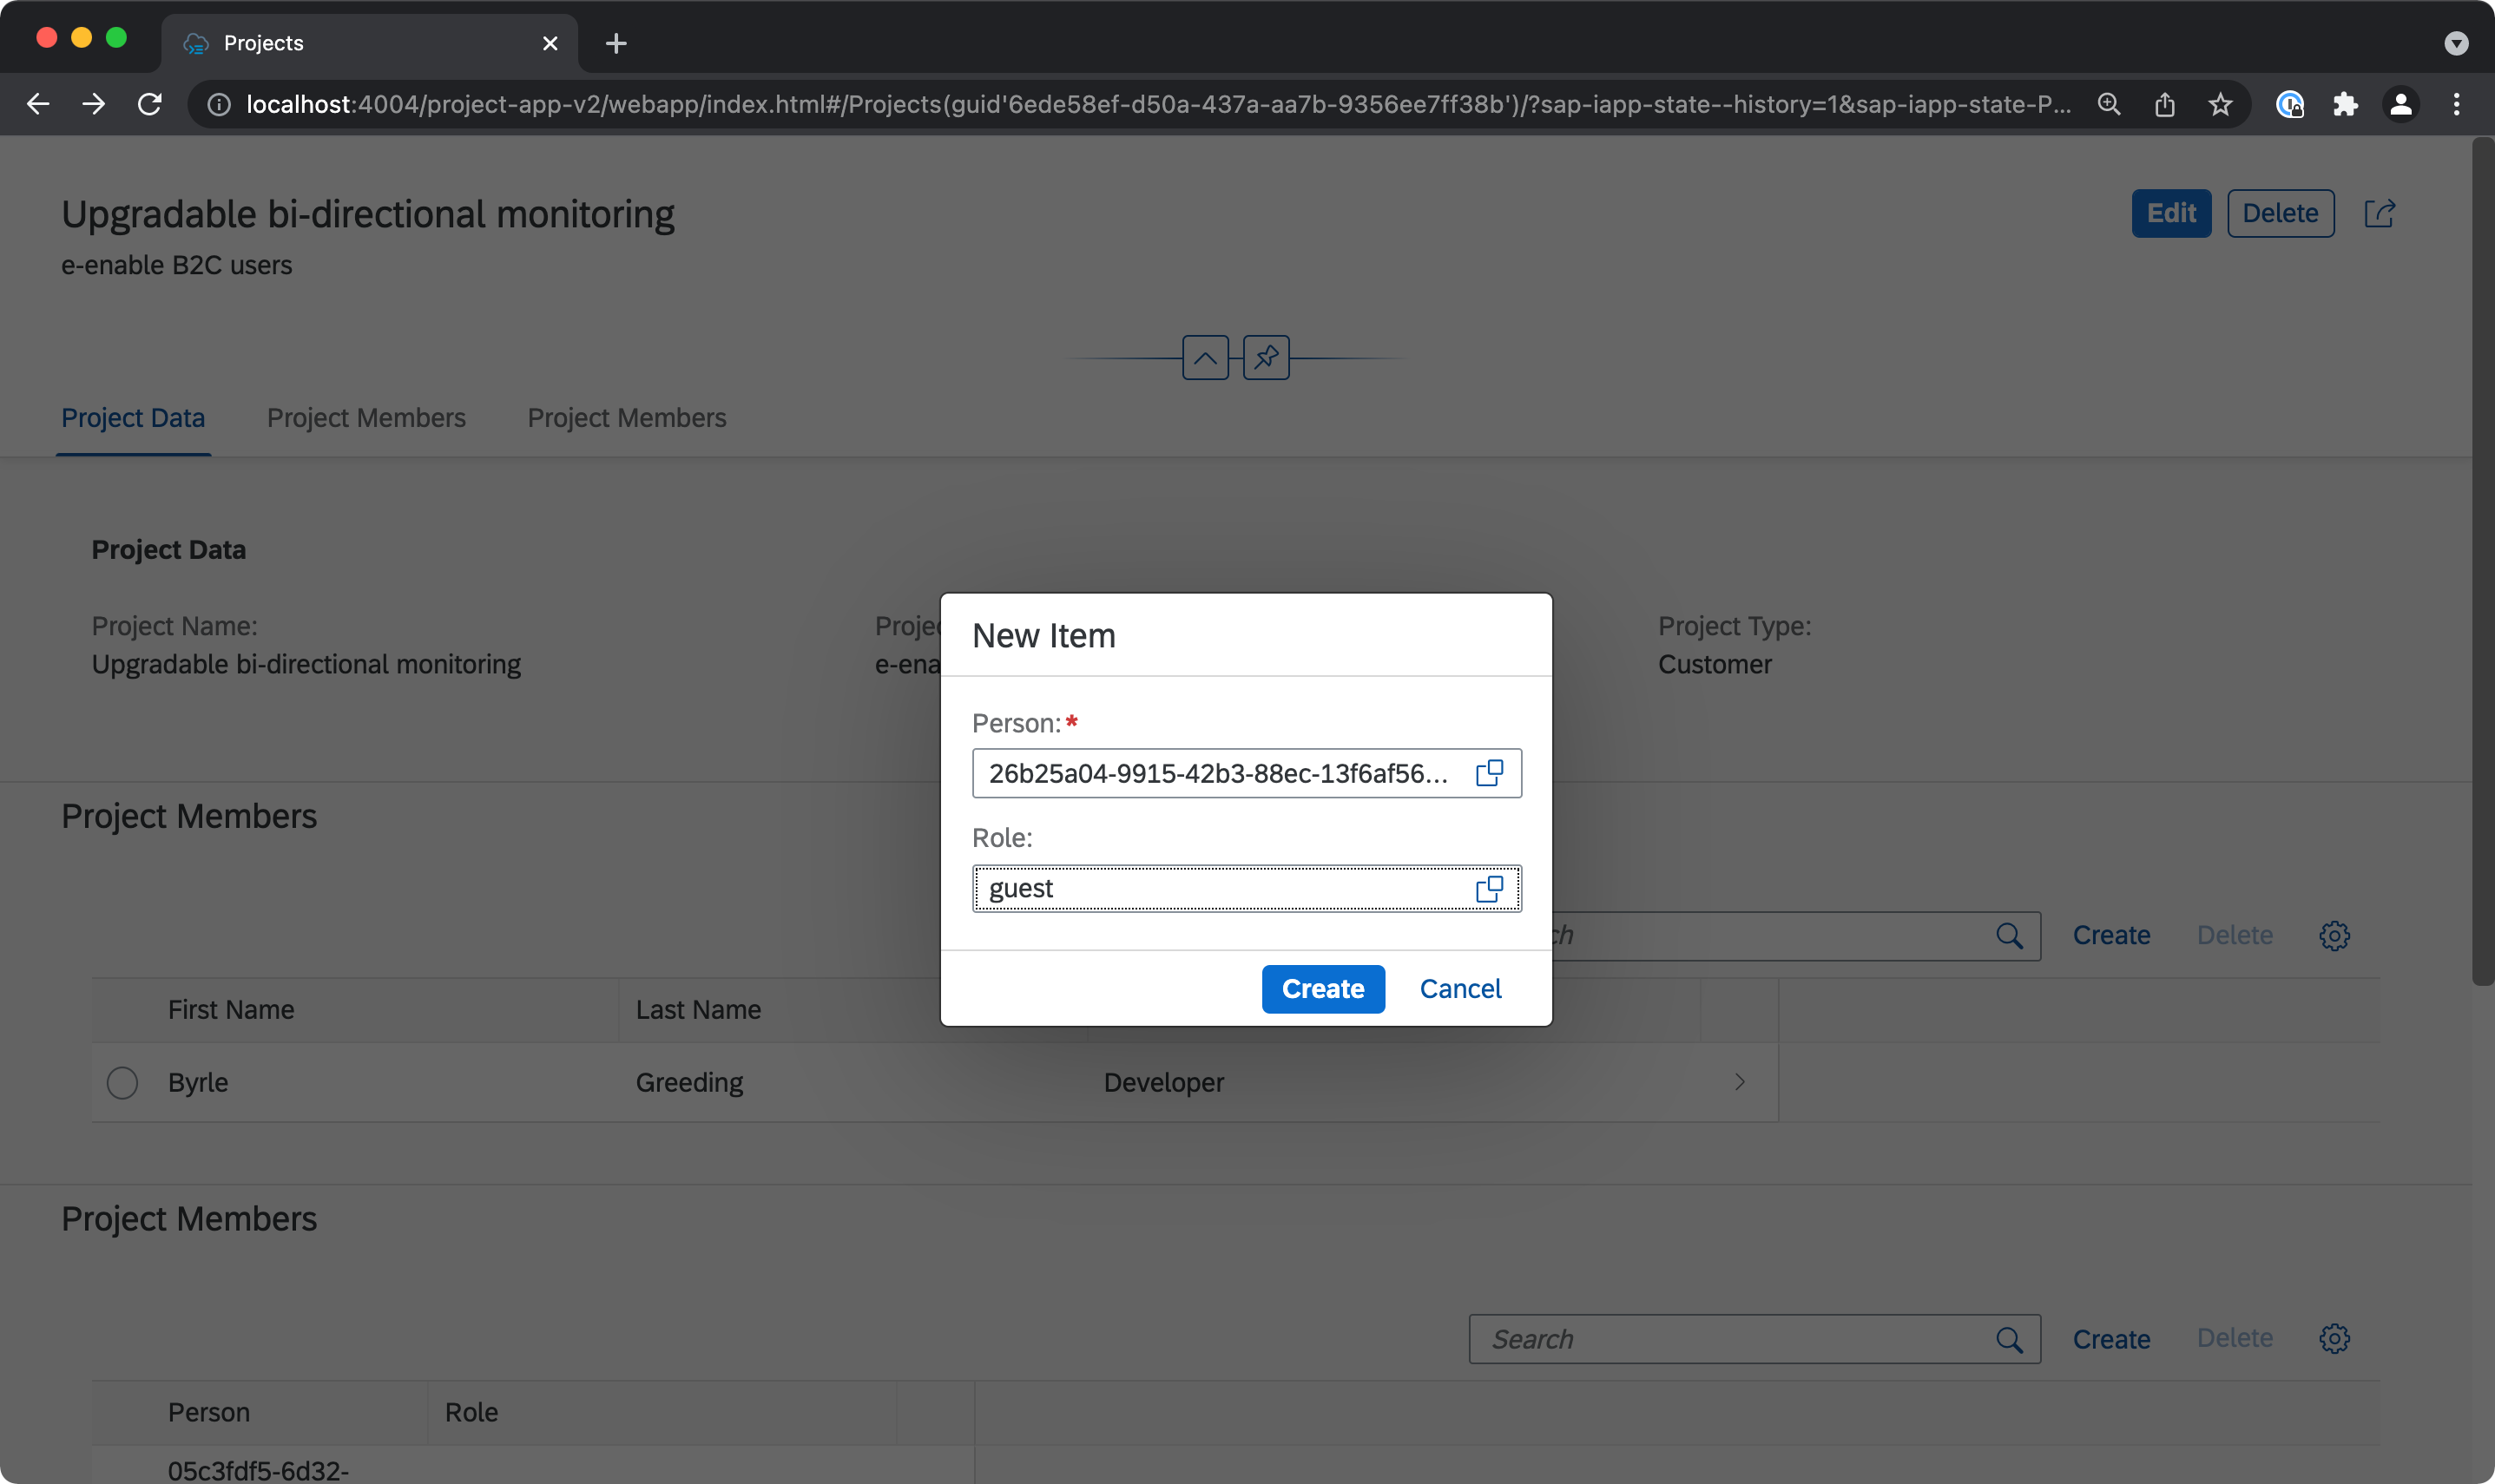 Projects
localhost:4004/project-app-v2/webapp/index.html#/Projects(guid'6ede58ef-d50a-437a-aa7b-9356ee7ff38b')/?sap-iapp-state--history=1&sap-iapp-state-P...
Upgradable bi-directional monitoring
Edit Delete
e-enable B2C users
Project Data Project Members Project Members
Project Data
Project Name: Project Type:
Upgradable bi-directional monitoring e-ena Customer
New Item
Person:*
26b25a04-9915-42b3-88ec-13f6af56...
Role:
guest
Create Cancel
Project Members
Create Delete
First Name Last Name
Byrle Greeding Developer
Project Members
Search Create Delete
Person Role
05c3fdf5-6d32-